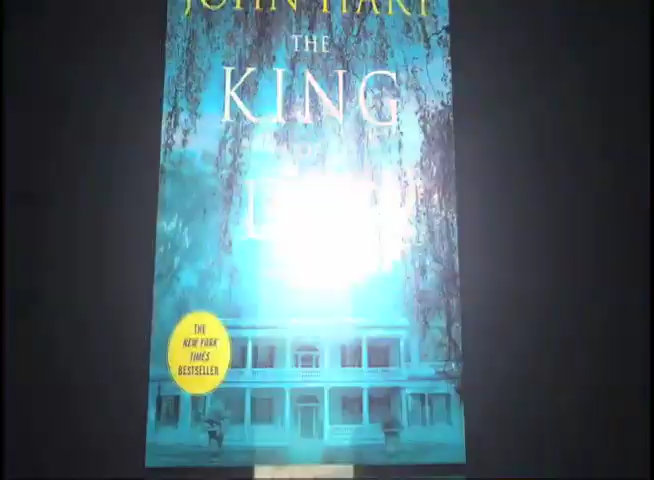 JOHN HART
THE
KING
THE
NEW YORK
TIMES
BESTSELLER